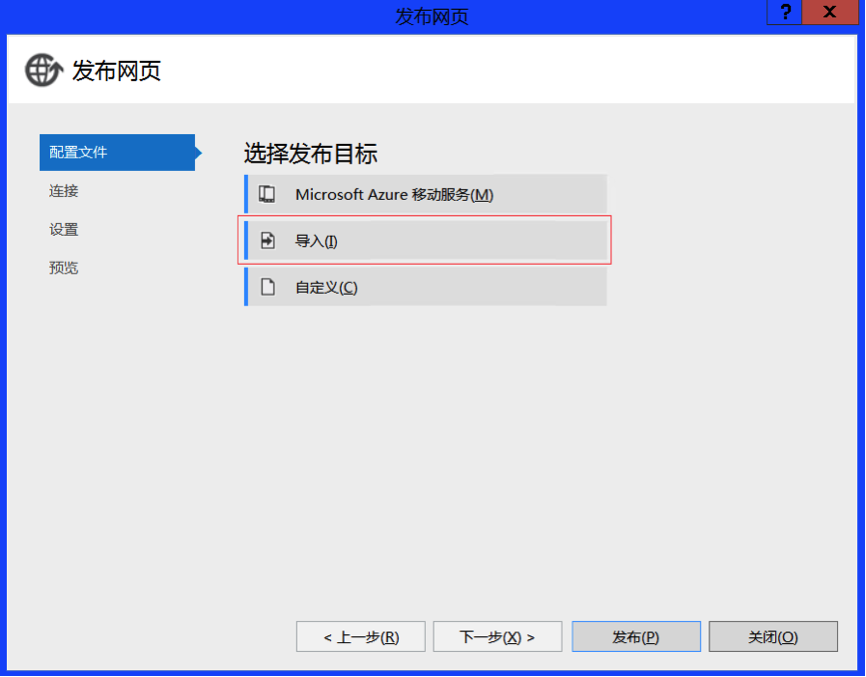 发布网页
? X
发布网页
配置文件
连接
设置
预览
选择发布目标
Microsoft Azure 移动服务(M)
导入(I)
自定义(C)
< 上一步(R)
下一步(X) >
发布(P)
关闭(O)